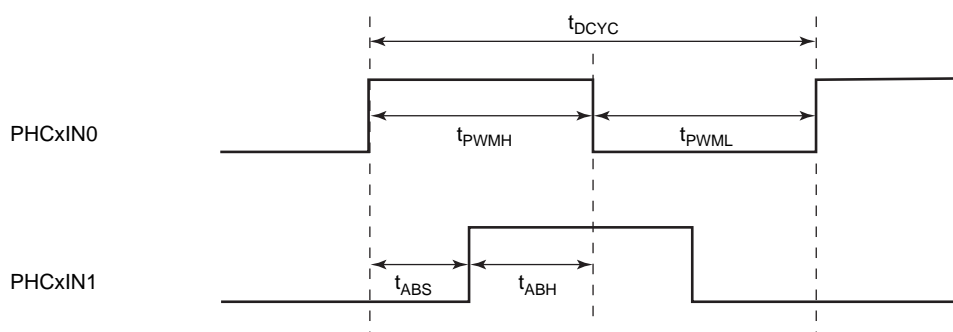 tDCYC
PHCxIN0
tPWMH
tPWML
PHCxIN1
tABS
tABH